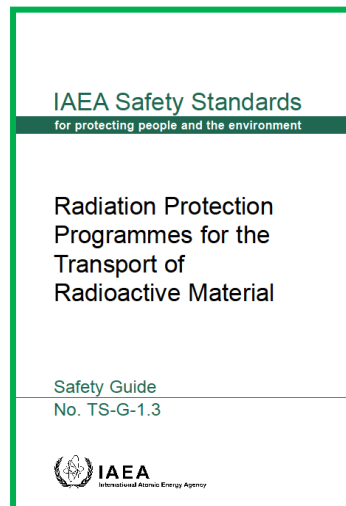 IAEA Safety Standards
for protecting people and the environment
Radiation Protection
Programmes for the
Transport of
Radioactive Material
Safety Guide
No. TS-G-1.3
IAEA
International Atomic Energy Agency